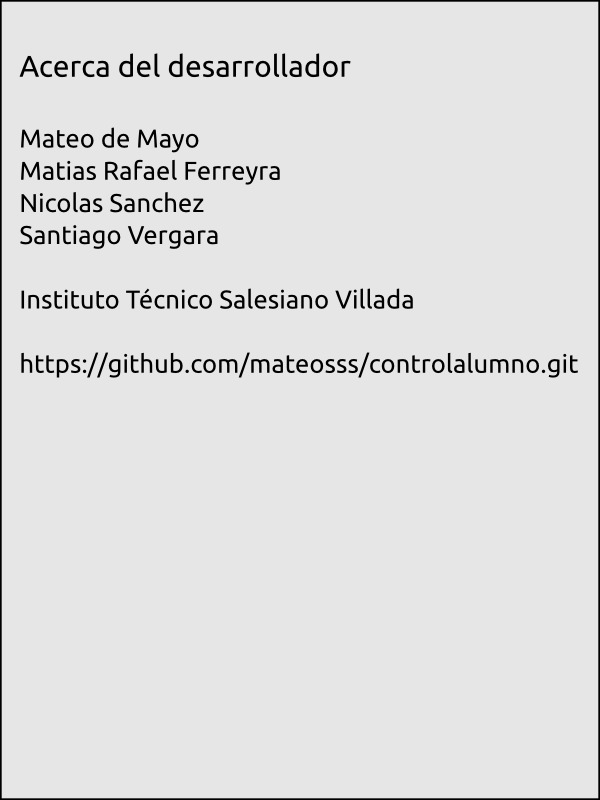 Acerca del desarrollador
Mateo de Mayo
Matias Rafael Ferreyra
Nicolas Sanchez
Santiago Vergara
Instituto Técnico Salesiano Villada
https://github.com/mateosss/controlalumno.git